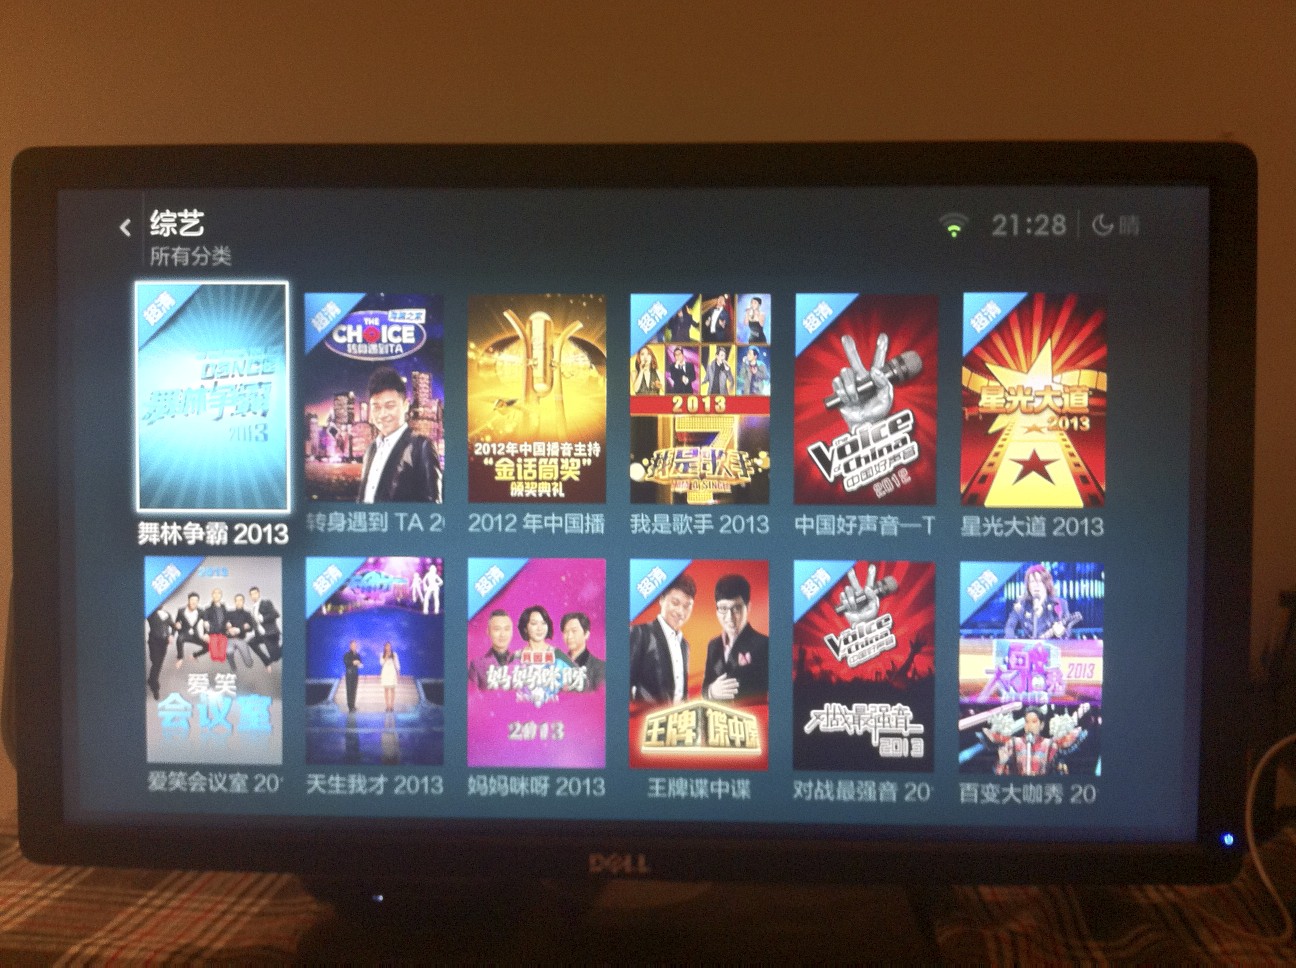 综艺
所有分类
21:28
晴
超清
DANCE
舞林争霸
2013
舞林争霸 2013
超清
THE
CHOICE
转身遇到TA
转身遇到 TA 20
2012年中国播音主持
“金话筒奖”
颁奖典礼
2012 年中国播
超清
2013
我是歌手
我是歌手 2013
超清
The
Voice
of China
中国好声音
2012
中国好声音—T
超清
星光大道
2013
星光大道 2013
超清
2013
爱笑
会议室
爱笑会议室 20
超清
天生我才 2013
超清
妈妈咪呀
2013
妈妈咪呀 2013
超清
王牌谍中谍
王牌谍中谍
超清
The
Voice
of China
中国好声音
对战最强音
2013
对战最强音 20
超清
2013
百变大咖秀 20
DELL